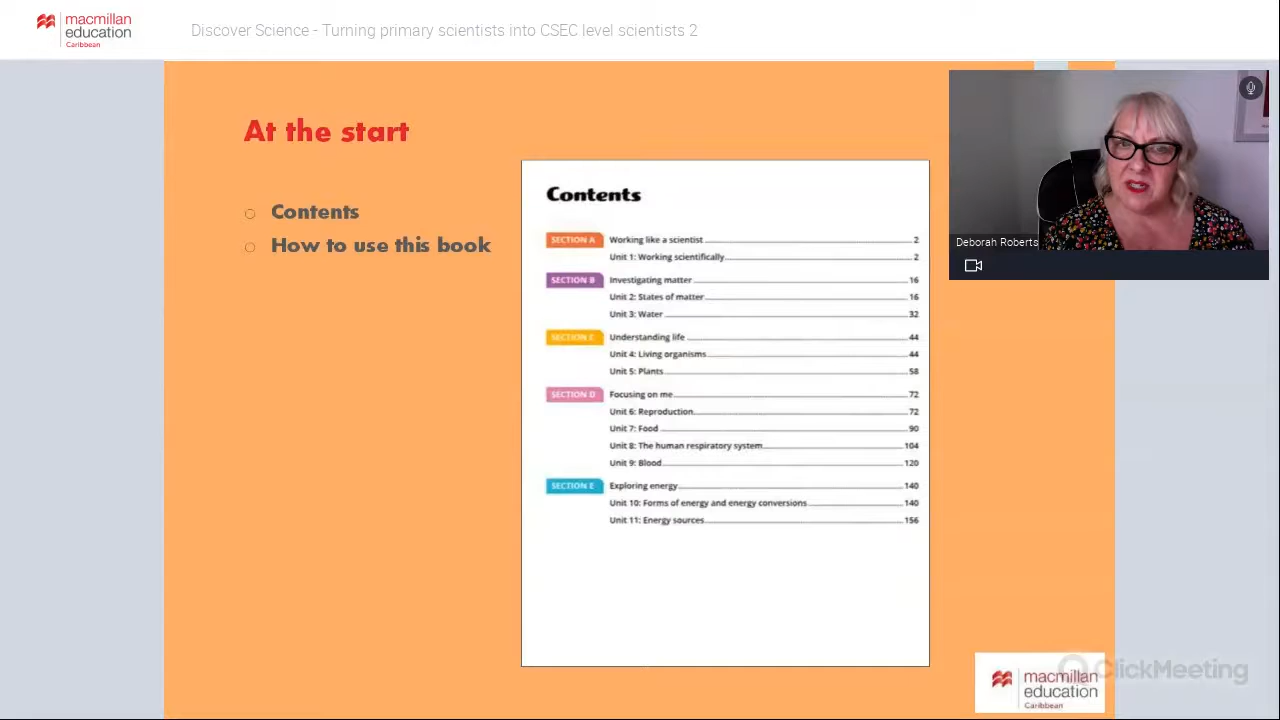 macmillan
education
Caribbean
Discover Science - Turning primary scientists into CSEC level scientists 2
At the start
Contents
How to use this book
Contents
SECTION A Working like a scientist 2
Unit 1: Working scientifically 2
SECTION B Investigating matter 16
Unit 2: States of matter 16
Unit 3: Water 32
SECTION C Understanding life 44
Unit 4: Living organisms 44
Unit 5: Plants 58
SECTION D Focusing on me 72
Unit 6: Reproduction 72
Unit 7: Food 90
Unit 8: The human respiratory system 104
Unit 9: Blood 120
SECTION E Exploring energy 140
Unit 10: Forms of energy and energy conversions 140
Unit 11: Energy sources 156
Deborah Roberts
ClickMeeting
macmillan
education
Caribbean